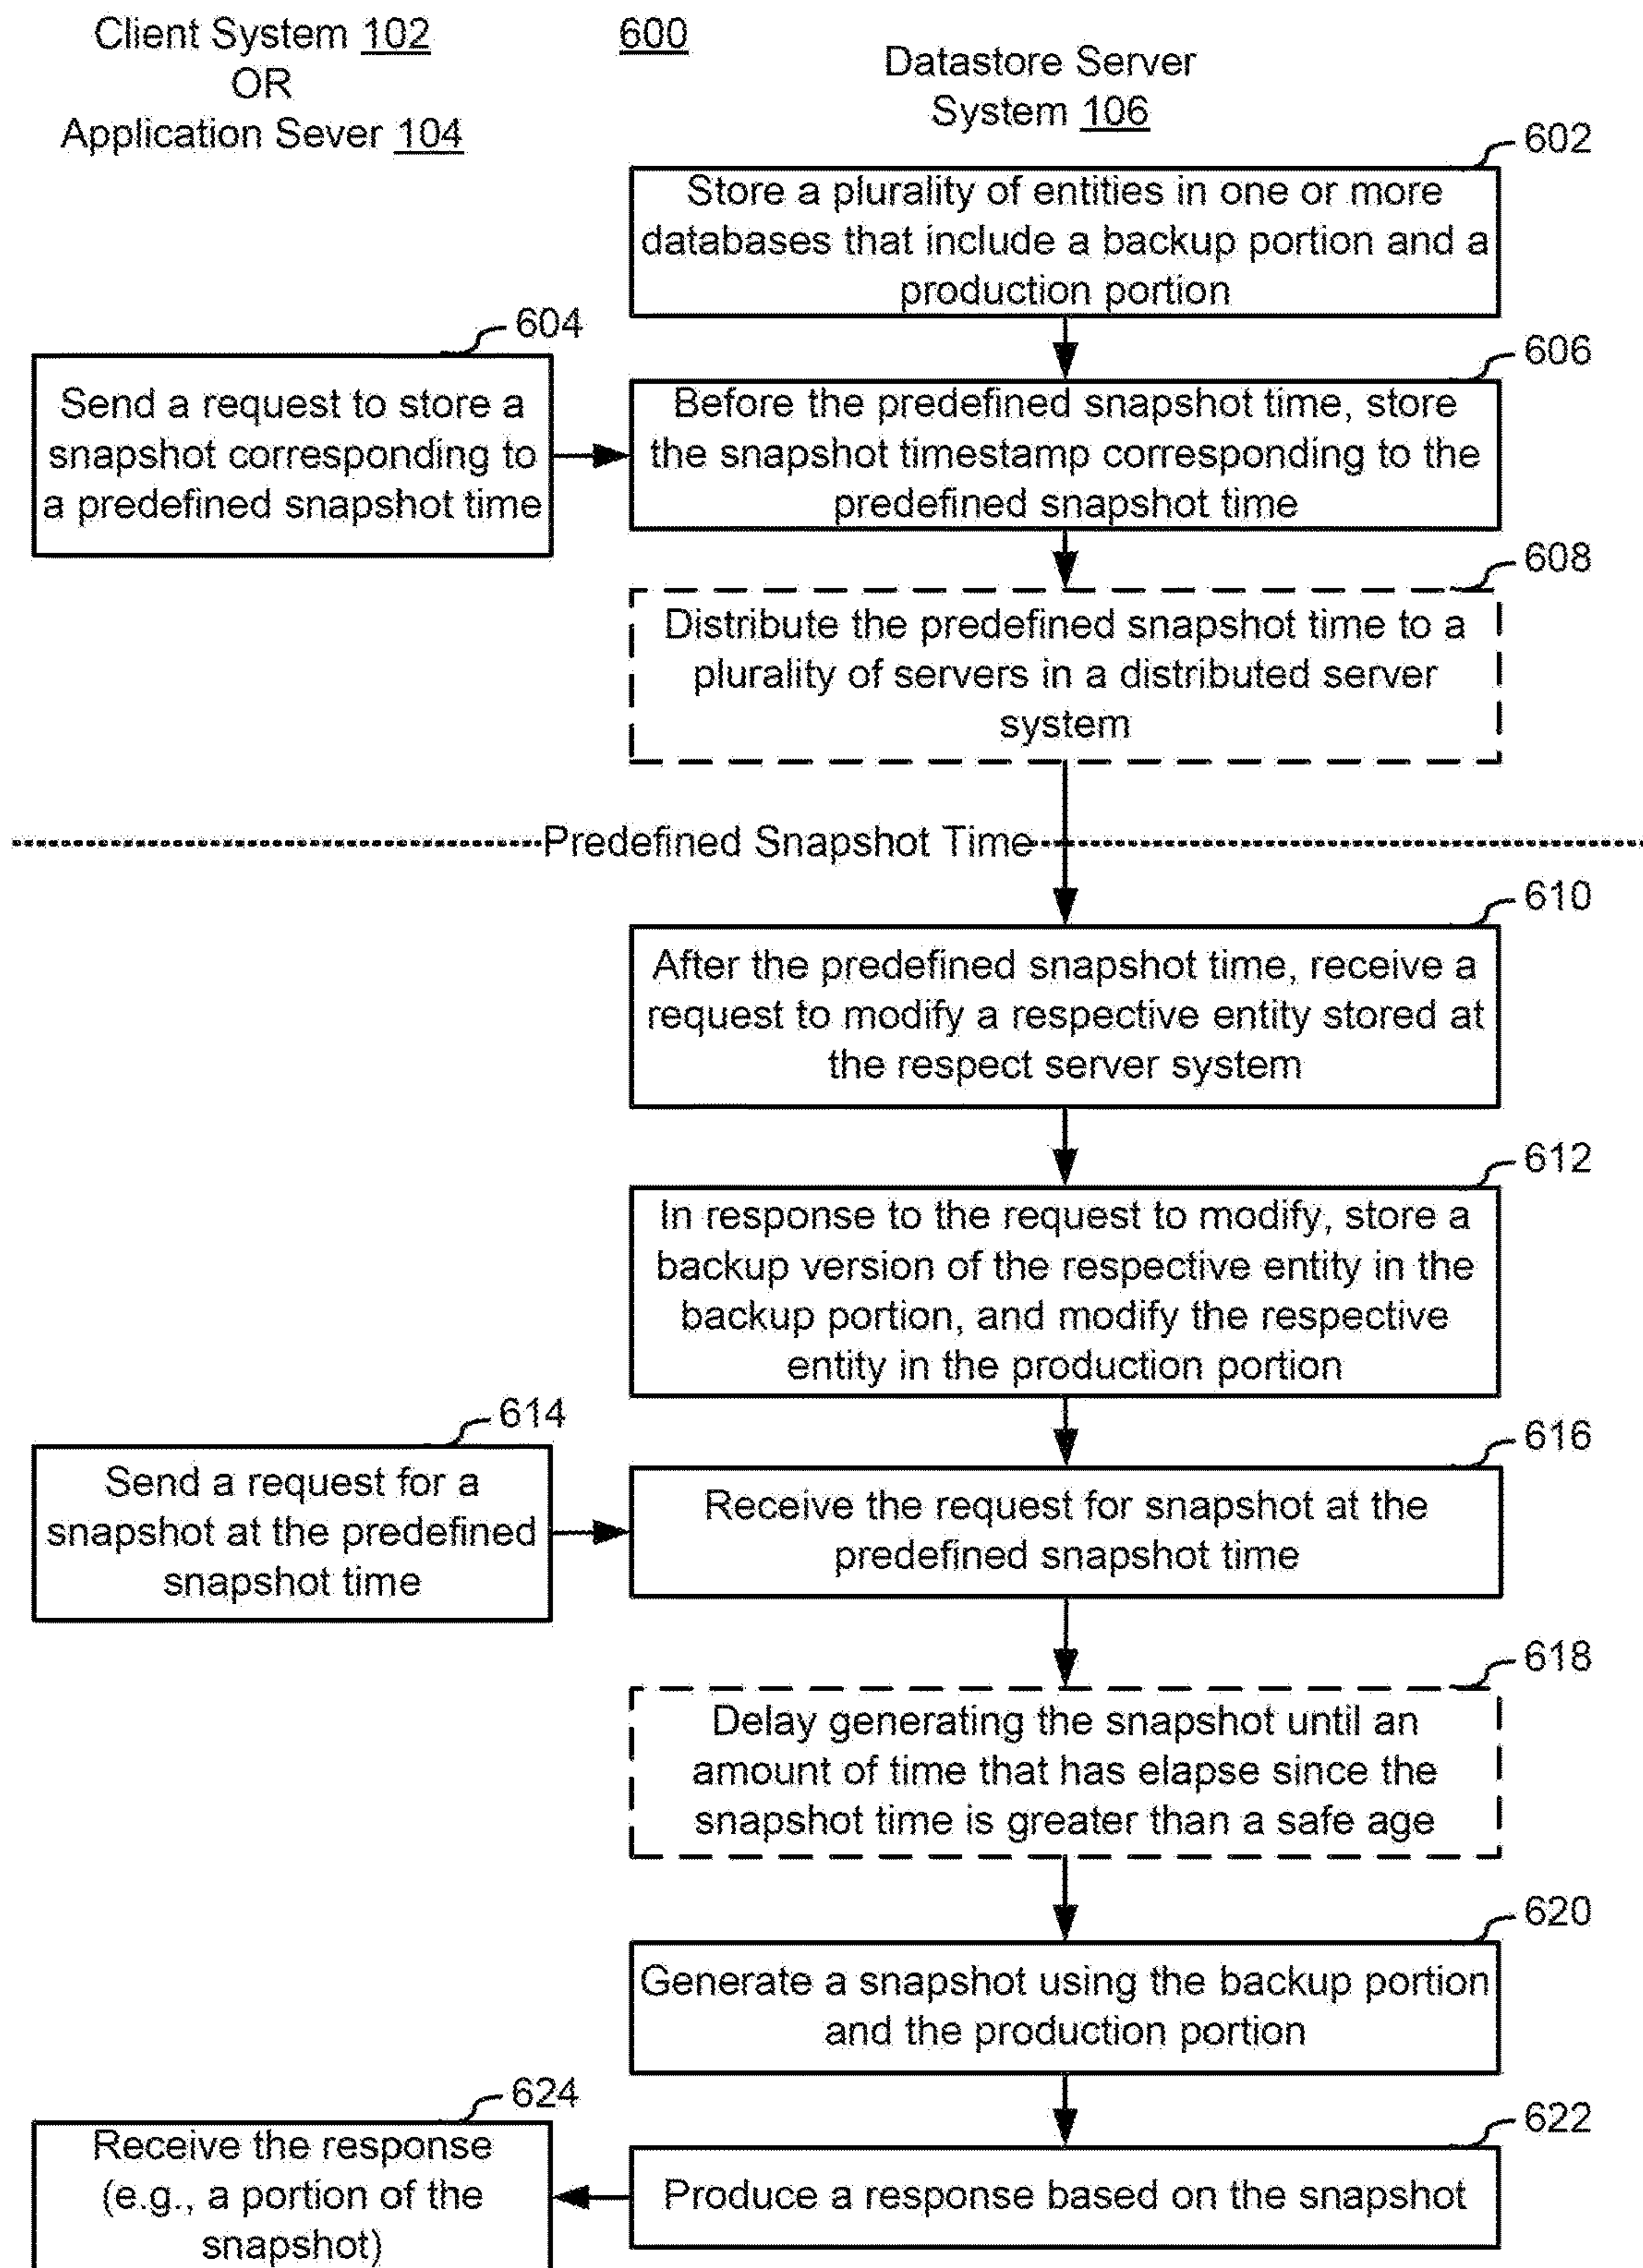 Client System 102
OR
Application Sever 104
600
Datastore Server
System 106
602
Store a plurality of entities in one or more
databases that include a backup portion and a
production portion
604
Send a request to store a
snapshot corresponding to
a predefined snapshot time
606
Before the predefined snapshot time, store
the snapshot timestamp corresponding to the
predefined snapshot time
608
Distribute the predefined snapshot time to a
plurality of servers in a distributed server
system
Predefined Snapshot Time
610
After the predefined snapshot time, receive a
request to modify a respective entity stored at
the respect server system
612
In response to the request to modify, store a
backup version of the respective entity in the
backup portion, and modify the respective
entity in the production portion
614
Send a request for a
snapshot at the predefined
snapshot time
616
Receive the request for snapshot at the
predefined snapshot time
618
Delay generating the snapshot until an
amount of time that has elapse since the
snapshot time is greater than a safe age
620
Generate a snapshot using the backup portion
and the production portion
622
Produce a response based on the snapshot
624
Receive the response
(e.g., a portion of the
snapshot)